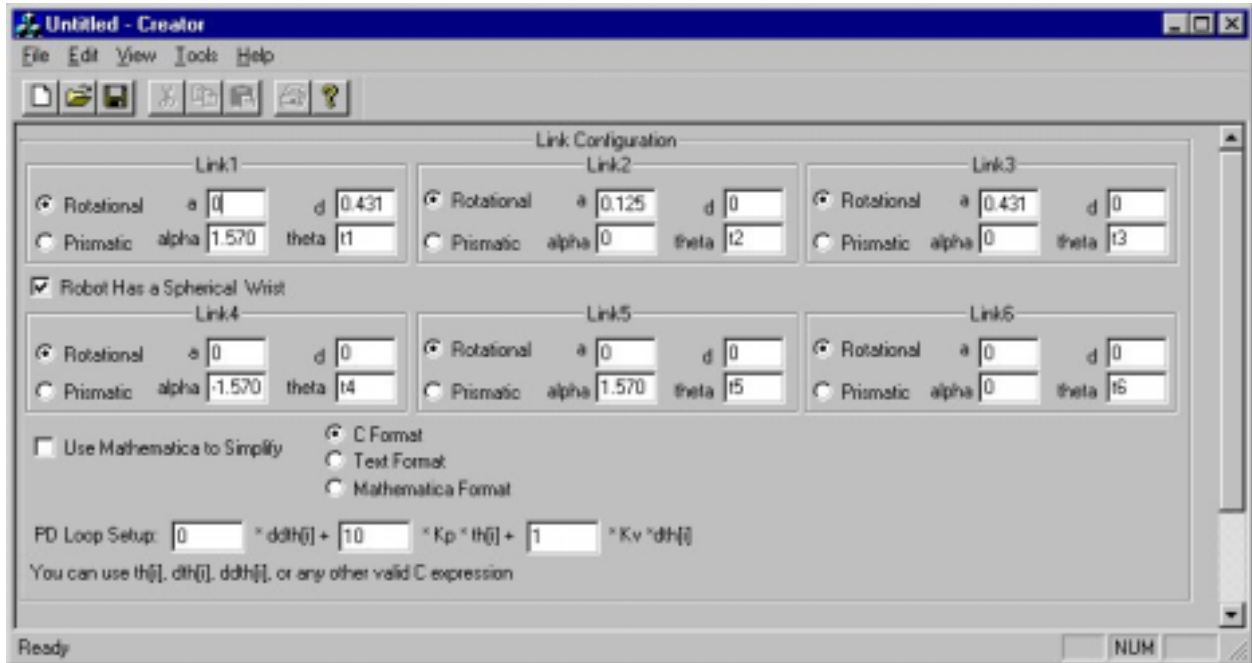 Untitled - Creator
File Edit View Tools Help
Link Configuration
Link1 Link2 Link3
Rotational a 0 d 0.431 Rotational a 0.125 d 0 Rotational a 0.431 d 0
Prismatic alpha 1.570 theta t1 Prismatic alpha 0 theta t2 Prismatic alpha 0 theta t3
Robot Has a Spherical Wrist
Link4 Link5 Link6
Rotational a 0 d 0 Rotational a 0 d 0 Rotational a 0 d 0
Prismatic alpha -1.570 theta t4 Prismatic alpha 1.570 theta t5 Prismatic alpha 0 theta t6
Use Mathematica to Simplify
C Format
Text Format
Mathematica Format
PD Loop Setup: 0 * ddth[i] + 10 * Kp * th[i] + 1 * Kv *dth[i]
You can use th[i], dth[i], ddth[i], or any other valid C expression
Ready NUM